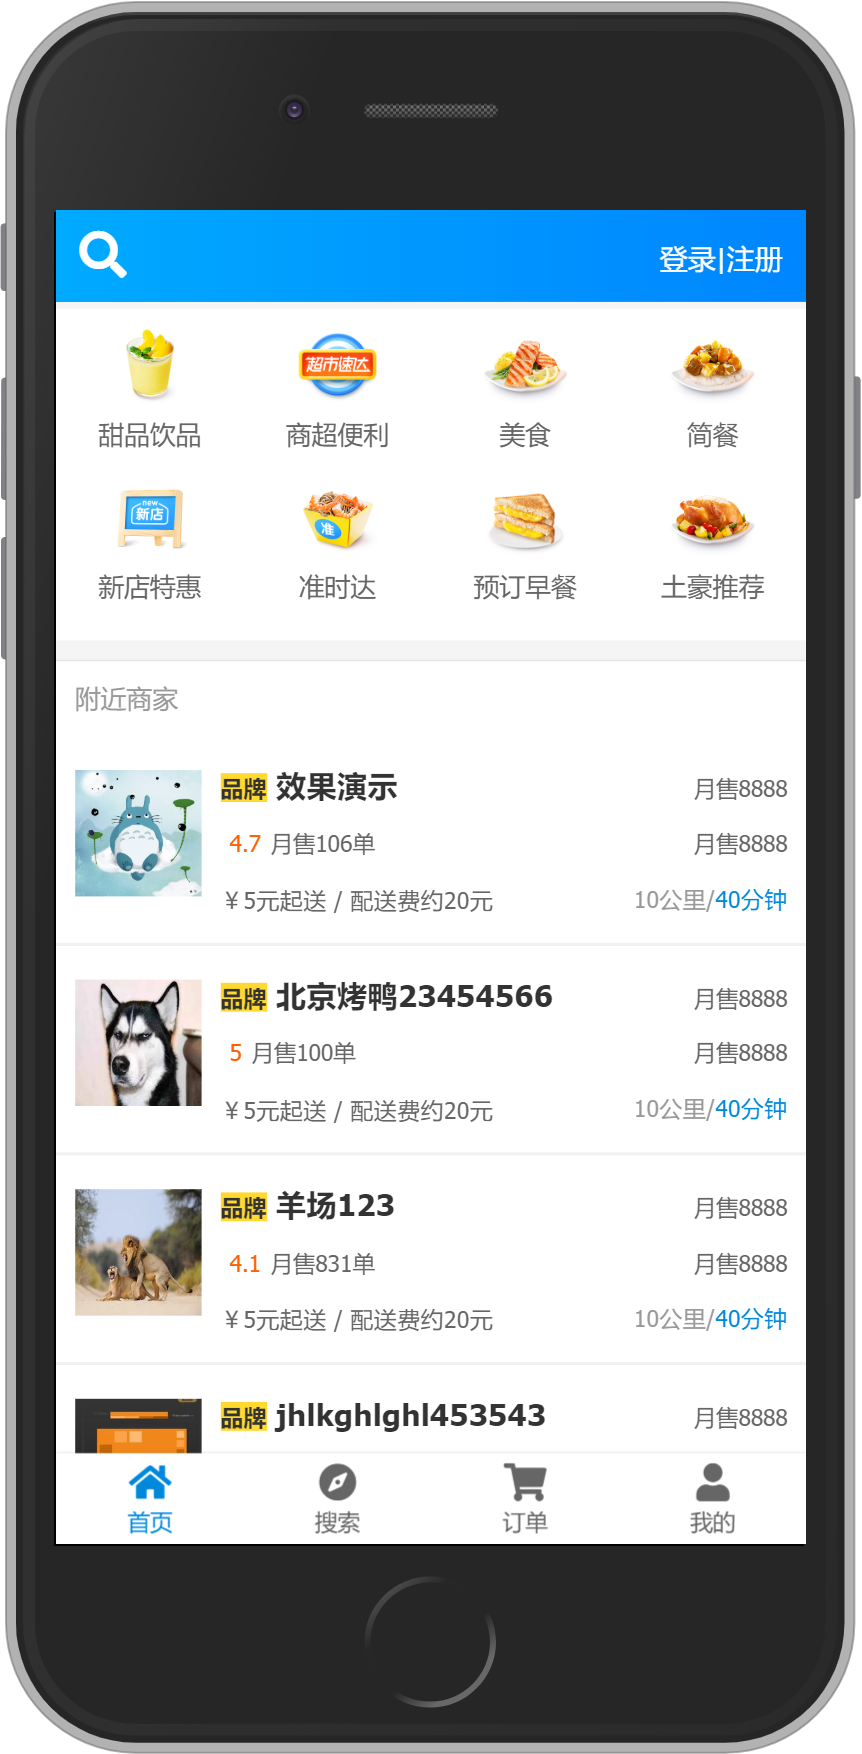 登录|注册
超市速达
甜品饮品 商超便利 美食 简餐
new
新店
准
新店特惠 准时达 预订早餐 土豪推荐
附近商家
品牌 效果演示 月售8888
4.7 月售106单 月售8888
¥5元起送 / 配送费约20元 10公里/40分钟
品牌 北京烤鸭23454566 月售8888
5 月售100单 月售8888
¥5元起送 / 配送费约20元 10公里/40分钟
品牌 羊场123 月售8888
4.1 月售831单 月售8888
¥5元起送 / 配送费约20元 10公里/40分钟
品牌 jhlkghlghl453543 月售8888
首页 搜索 订单 我的